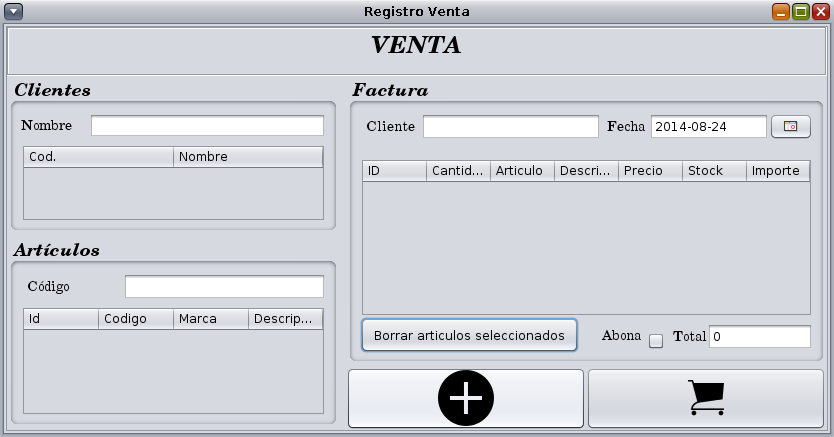 Registro Venta
VENTA
Clientes
Nombre
Cod. Nombre
Artículos
Código
Id Codigo Marca Descrip...
Factura
Cliente Fecha 2014-08-24
ID Cantid... Articulo Descri... Precio Stock Importe
Borrar articulos seleccionados Abona Total 0